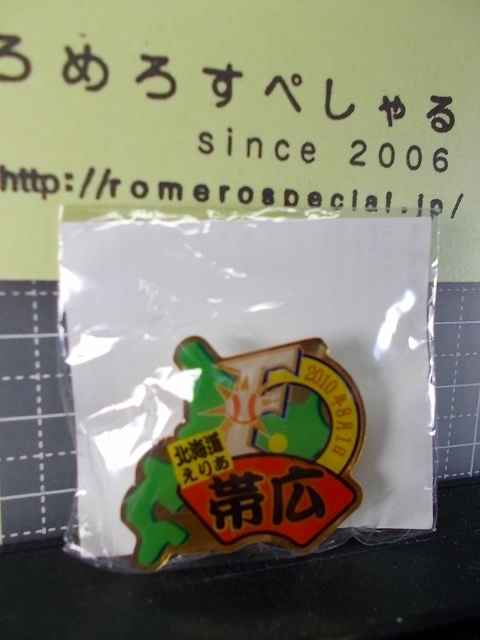 ろめろすぺしゃる
since 2006
http://romerospecial.jp/
F
2010年8月1日
北海道
えりあ
帯広